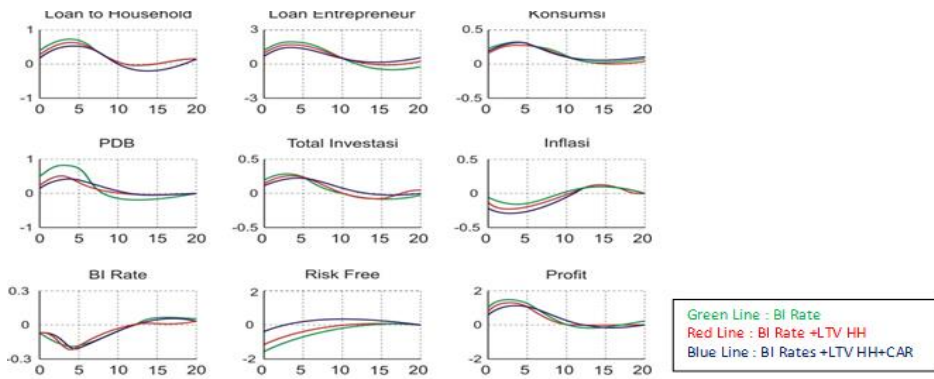 Loan to Household
Loan Entrepreneur
Konsumsi
1
0
-1
0 5 10 15 20
3
0
-3
0 5 10 15 20
0.5
0
-0.5
0 5 10 15 20
PDB
Total Investasi
Inflasi
1
0
-1
0 5 10 15 20
0.5
0
-0.5
0 5 10 15 20
0.5
0
-0.5
0 5 10 15 20
BI Rate
Risk Free
Profit
0.3
0
-0.3
0 5 10 15 20
2
0
-2
0 5 10 15 20
2
0
2
0 5 10 15 20
Green Line : BI Rate
Red Line : BI Rate +LTV HH
Blue Line : BI Rates +LTV HH+CAR